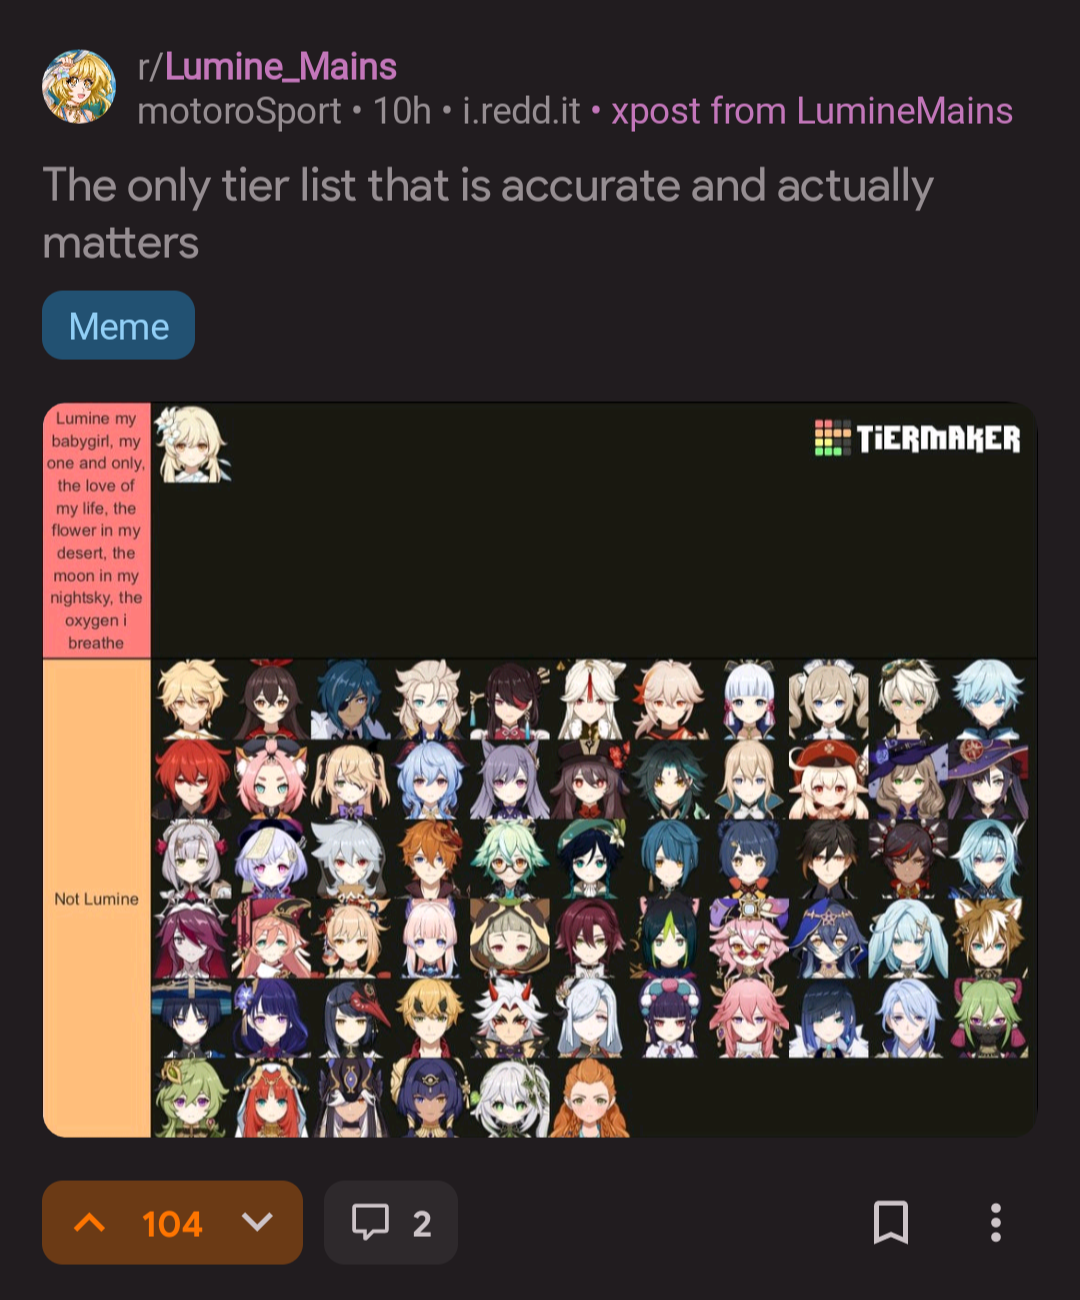 r/Lumine_Mains
motoroSport • 10h • i.redd.it • xpost from LumineMains
The only tier list that is accurate and actually
matters
Meme
Lumine my
babygirl, my
one and only,
the love of
my life, the
flower in my
desert, the
moon in my
nightsky, the
oxygen i
breathe
TiERMAKER
Not Lumine
104
2